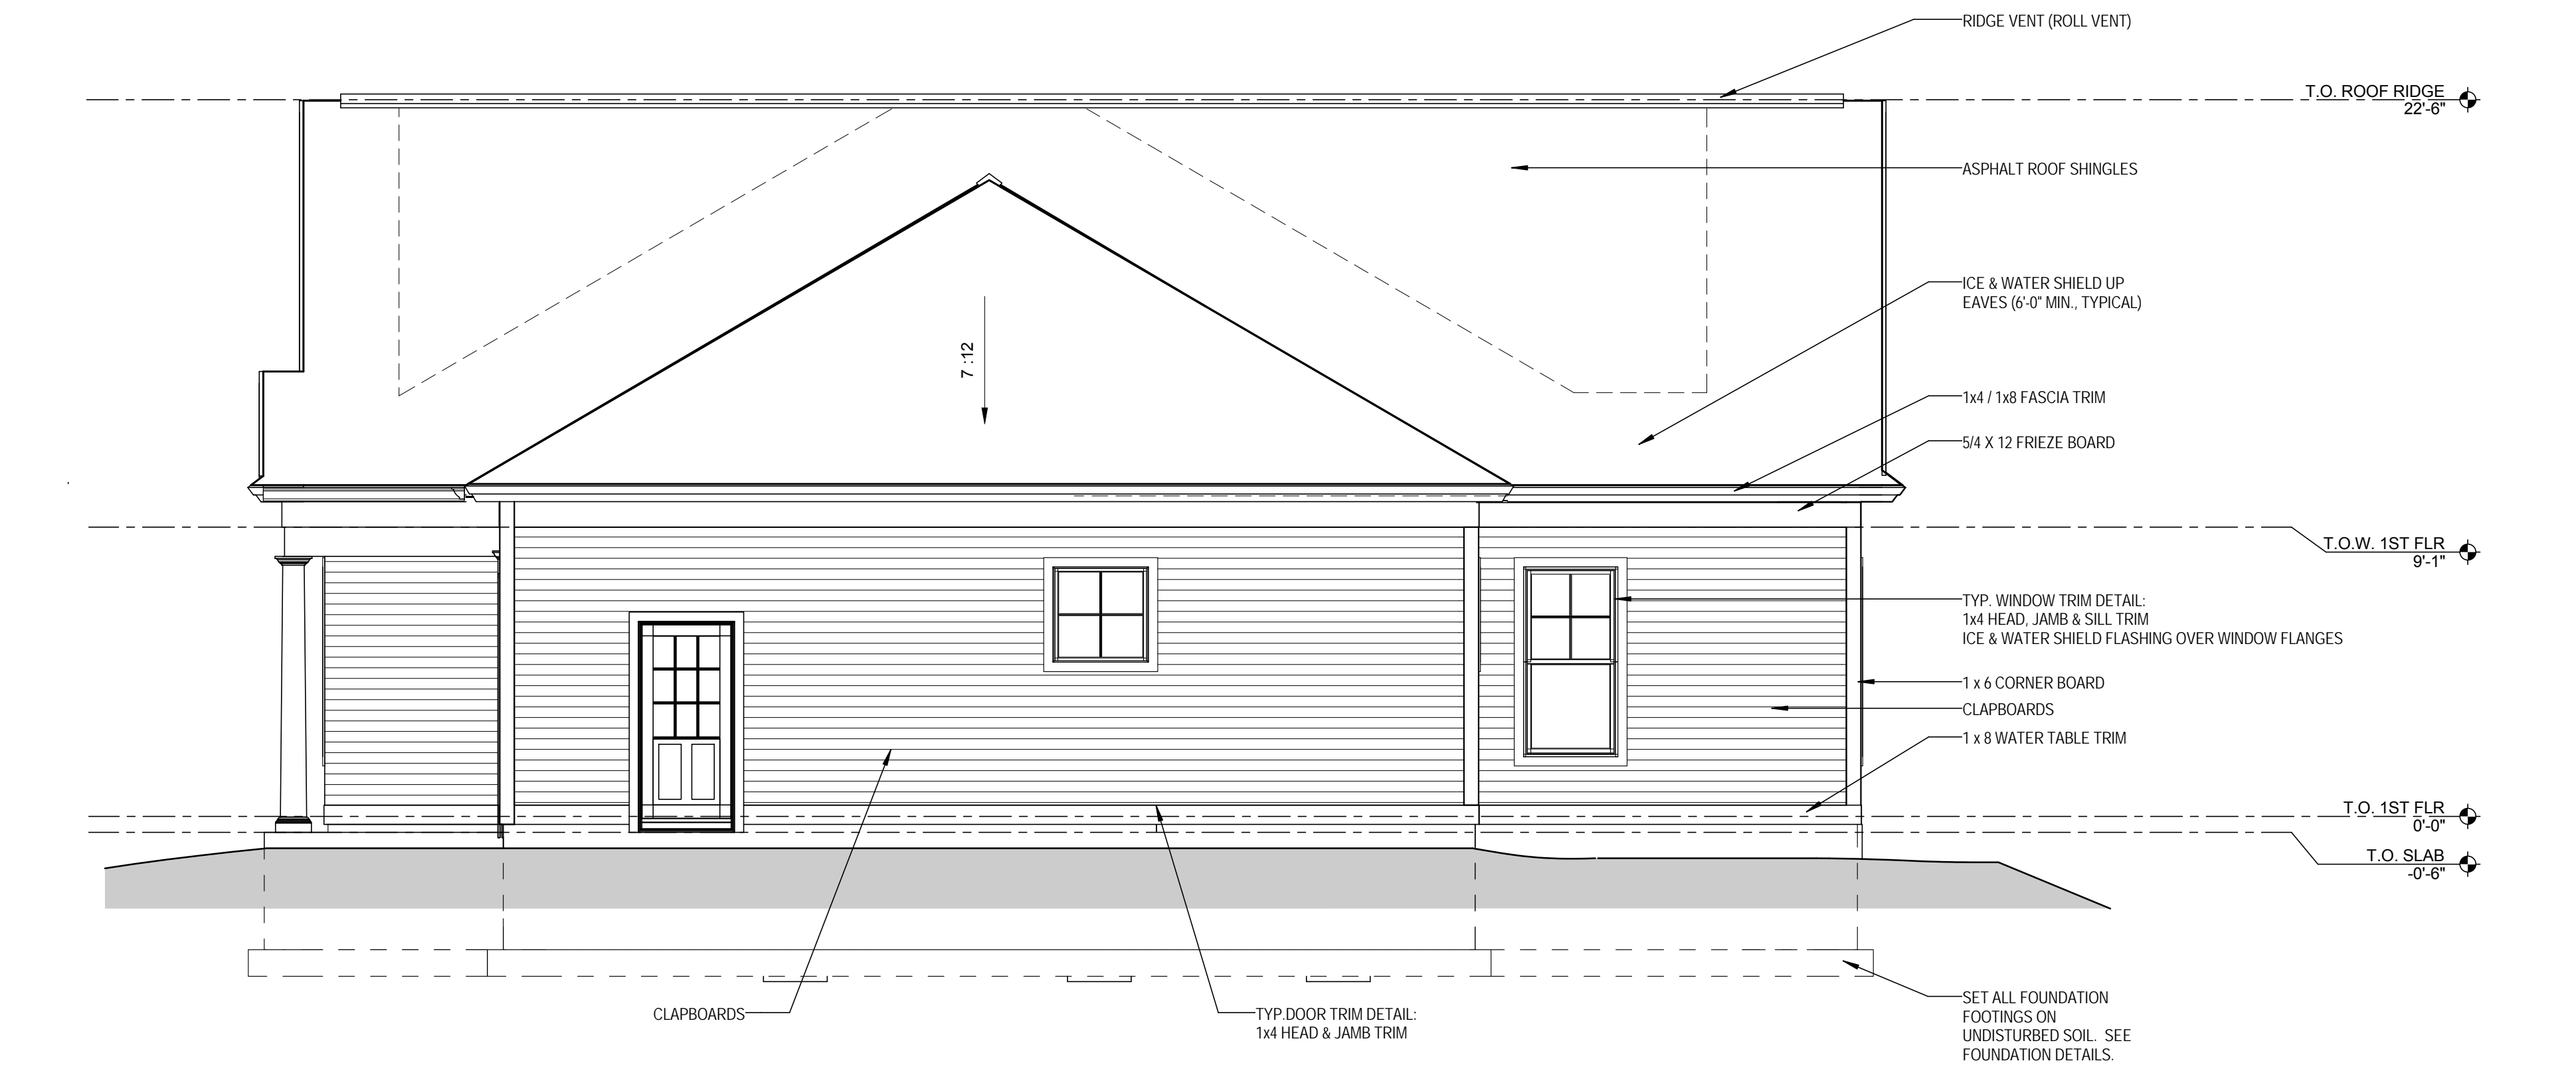 RIDGE VENT (ROLL VENT)
T.O. ROOF RIDGE
22'-6"
ASPHALT ROOF SHINGLES
ICE & WATER SHIELD UP
EAVES (6'-0" MIN., TYPICAL)
7 :12
1x4 / 1x8 FASCIA TRIM
5/4 X 12 FRIEZE BOARD
T.O.W. 1ST FLR
9'-1"
TYP. WINDOW TRIM DETAIL:
1x4 HEAD, JAMB & SILL TRIM
ICE & WATER SHIELD FLASHING OVER WINDOW FLANGES
1 x 6 CORNER BOARD
CLAPBOARDS
1 x 8 WATER TABLE TRIM
T.O. 1ST FLR
0'-0"
T.O. SLAB
-0'-6"
CLAPBOARDS
TYP.DOOR TRIM DETAIL:
1x4 HEAD & JAMB TRIM
SET ALL FOUNDATION
FOOTINGS ON
UNDISTURBED SOIL.  SEE
FOUNDATION DETAILS.